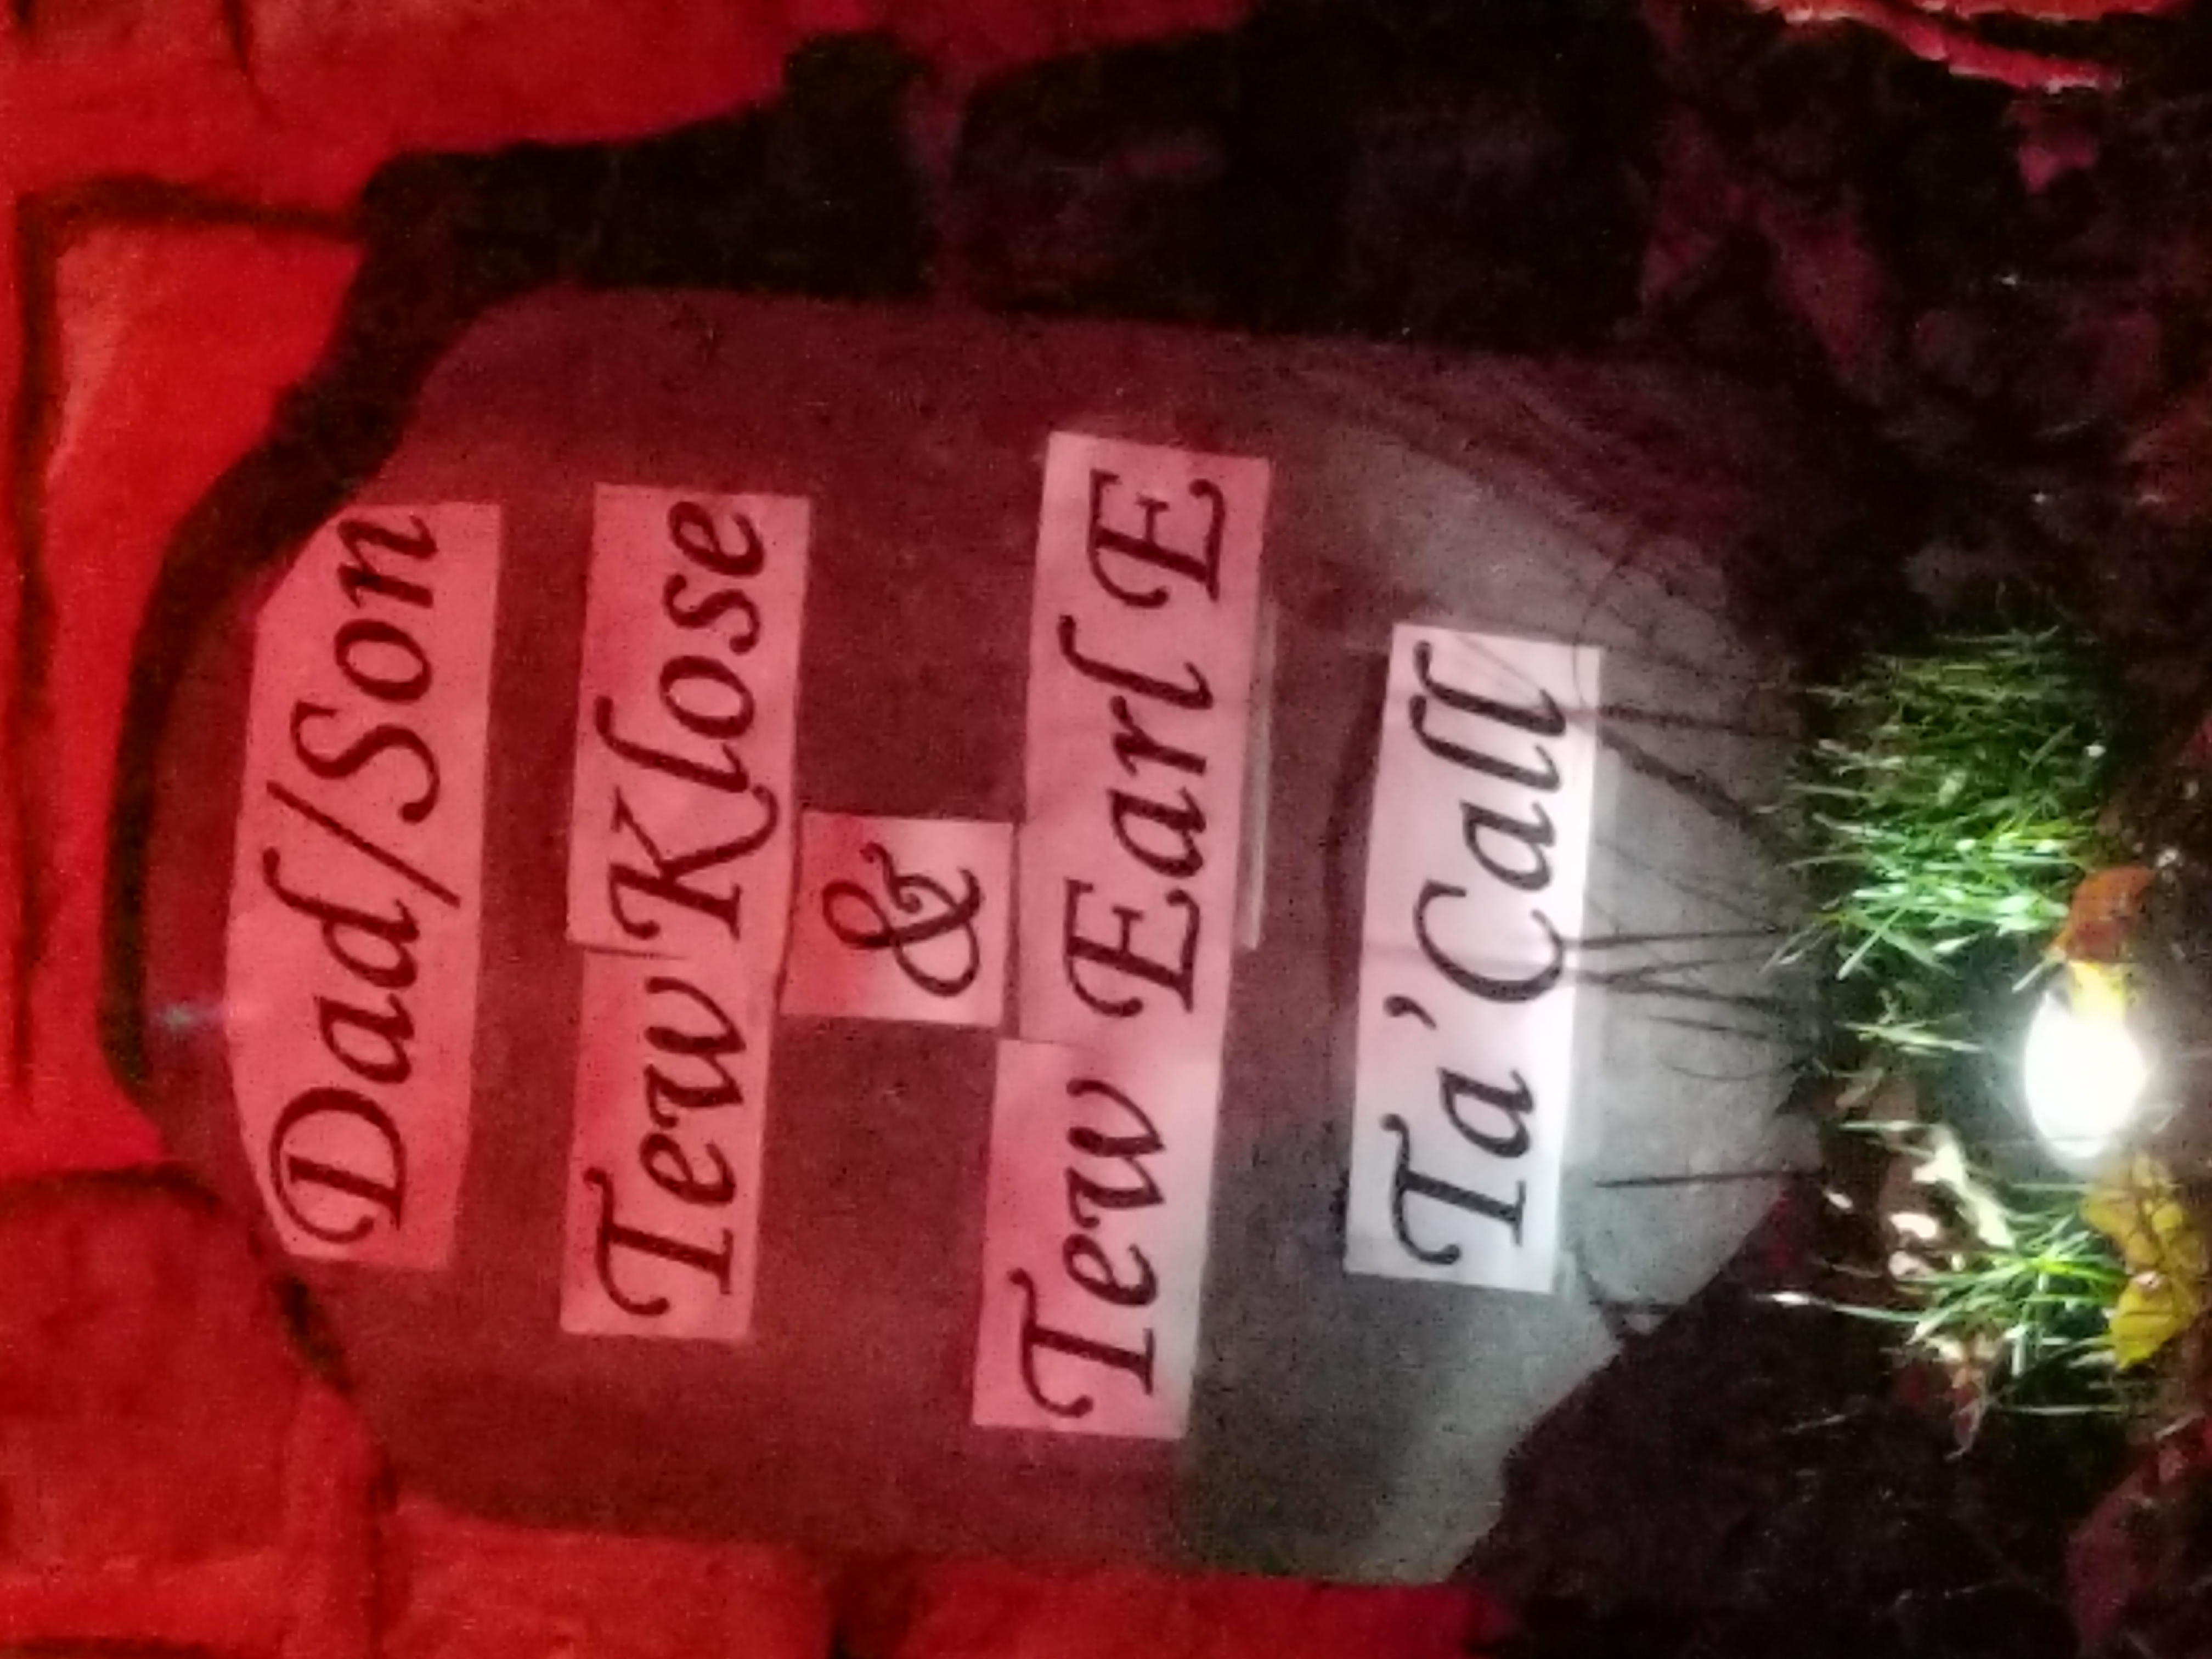 Dad/Son
Tew Klose
&
Tew Earl E
Ta'Call